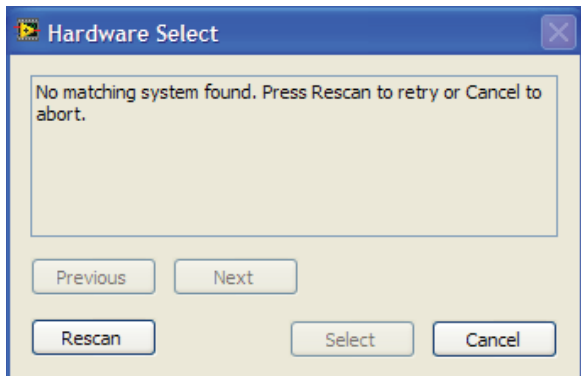 Hardware Select
No matching system found. Press Rescan to retry or Cancel to
abort.
Previous Next
Rescan Select Cancel